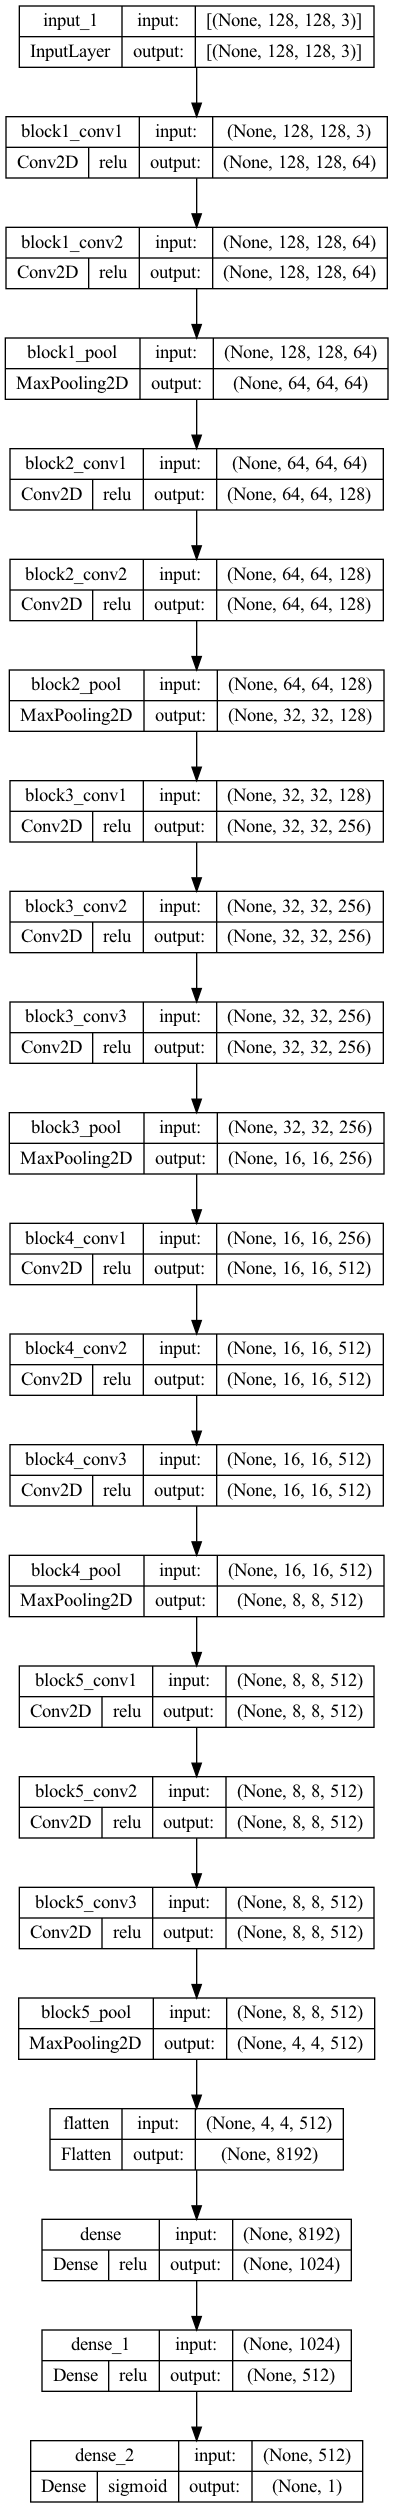 input_1 input: [(None, 128, 128, 3)]
InputLayer output: [(None, 128, 128, 3)]
block1_conv1 input: (None, 128, 128, 3)
Conv2D relu output: (None, 128, 128, 64)
block1_conv2 input: (None, 128, 128, 64)
Conv2D relu output: (None, 128, 128, 64)
block1_pool input: (None, 128, 128, 64)
MaxPooling2D output: (None, 64, 64, 64)
block2_conv1 input: (None, 64, 64, 64)
Conv2D relu output: (None, 64, 64, 128)
block2_conv2 input: (None, 64, 64, 128)
Conv2D relu output: (None, 64, 64, 128)
block2_pool input: (None, 64, 64, 128)
MaxPooling2D output: (None, 32, 32, 128)
block3_conv1 input: (None, 32, 32, 128)
Conv2D relu output: (None, 32, 32, 256)
block3_conv2 input: (None, 32, 32, 256)
Conv2D relu output: (None, 32, 32, 256)
block3_conv3 input: (None, 32, 32, 256)
Conv2D relu output: (None, 32, 32, 256)
block3_pool input: (None, 32, 32, 256)
MaxPooling2D output: (None, 16, 16, 256)
block4_conv1 input: (None, 16, 16, 256)
Conv2D relu output: (None, 16, 16, 512)
block4_conv2 input: (None, 16, 16, 512)
Conv2D relu output: (None, 16, 16, 512)
block4_conv3 input: (None, 16, 16, 512)
Conv2D relu output: (None, 16, 16, 512)
block4_pool input: (None, 16, 16, 512)
MaxPooling2D output: (None, 8, 8, 512)
block5_conv1 input: (None, 8, 8, 512)
Conv2D relu output: (None, 8, 8, 512)
block5_conv2 input: (None, 8, 8, 512)
Conv2D relu output: (None, 8, 8, 512)
block5_conv3 input: (None, 8, 8, 512)
Conv2D relu output: (None, 8, 8, 512)
block5_pool input: (None, 8, 8, 512)
MaxPooling2D output: (None, 4, 4, 512)
flatten input: (None, 4, 4, 512)
Flatten output: (None, 8192)
dense input: (None, 8192)
Dense relu output: (None, 1024)
dense_1 input: (None, 1024)
Dense relu output: (None, 512)
dense_2 input: (None, 512)
Dense sigmoid output: (None, 1)